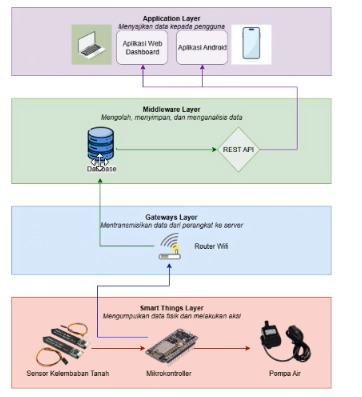 Application Layer
Menyajikan data kepada pengguna
Aplikasi Web
Dashboard
Aplikasi Android
Middleware Layer
Mengolah, menyimpan, dan menganalisis data
Database
REST API
Gateways Layer
Mentransmisikan data dari perangkat ke server
Router Wifi
Smart Things Layer
Mengumpulkan data fisik dan melakukan aksi
Sensor Kelembaban Tanah
Mikrokontroller
Pompa Air